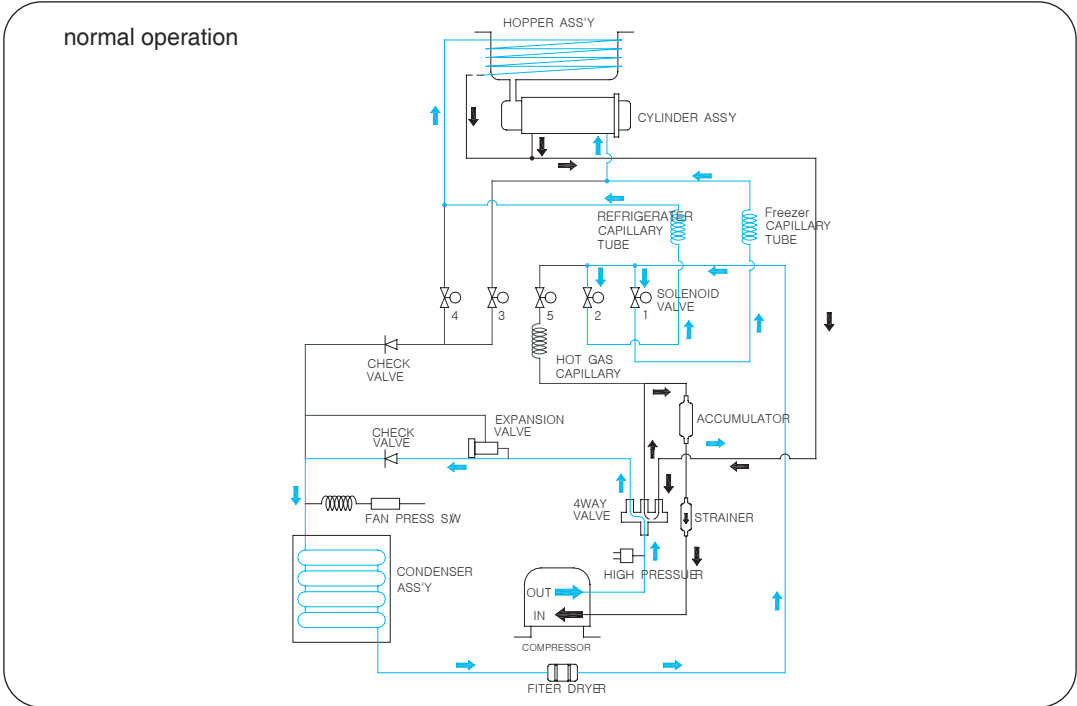 normal operation
HOPPER ASS'Y
CYLINDER ASS'Y
REFRIGERATER
CAPILLARY
TUBE
Freezer
CAPILLARY
TUBE
SOLENOID
VALVE
4
3
5
2
1
CHECK
VALVE
HOT GAS
CAPILLARY
EXPANSION
VALVE
CHECK
VALVE
ACCUMULATOR
4WAY
VALVE
STRAINER
FAN PRESS S/W
HIGH PRESSUER
CONDENSER
ASS'Y
OUT
IN
COMPRESSOR
FITER DRYER